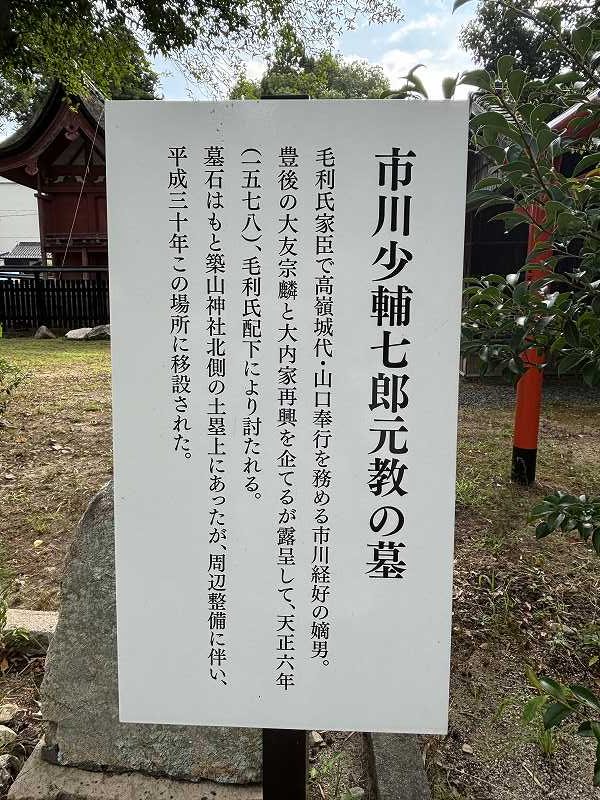 市川少輔七郎元教の墓
毛利氏家臣で高嶺城代・山口奉行を務める市川経好の嫡男。
豊後の大友宗麟と大内家再興を企てるが露呈して、天正六年
(一五七八)、毛利氏配下により討たれる。
墓石はもと築山神社北側の土塁上にあったが、周辺整備に伴い、
平成三十年この場所に移設された。